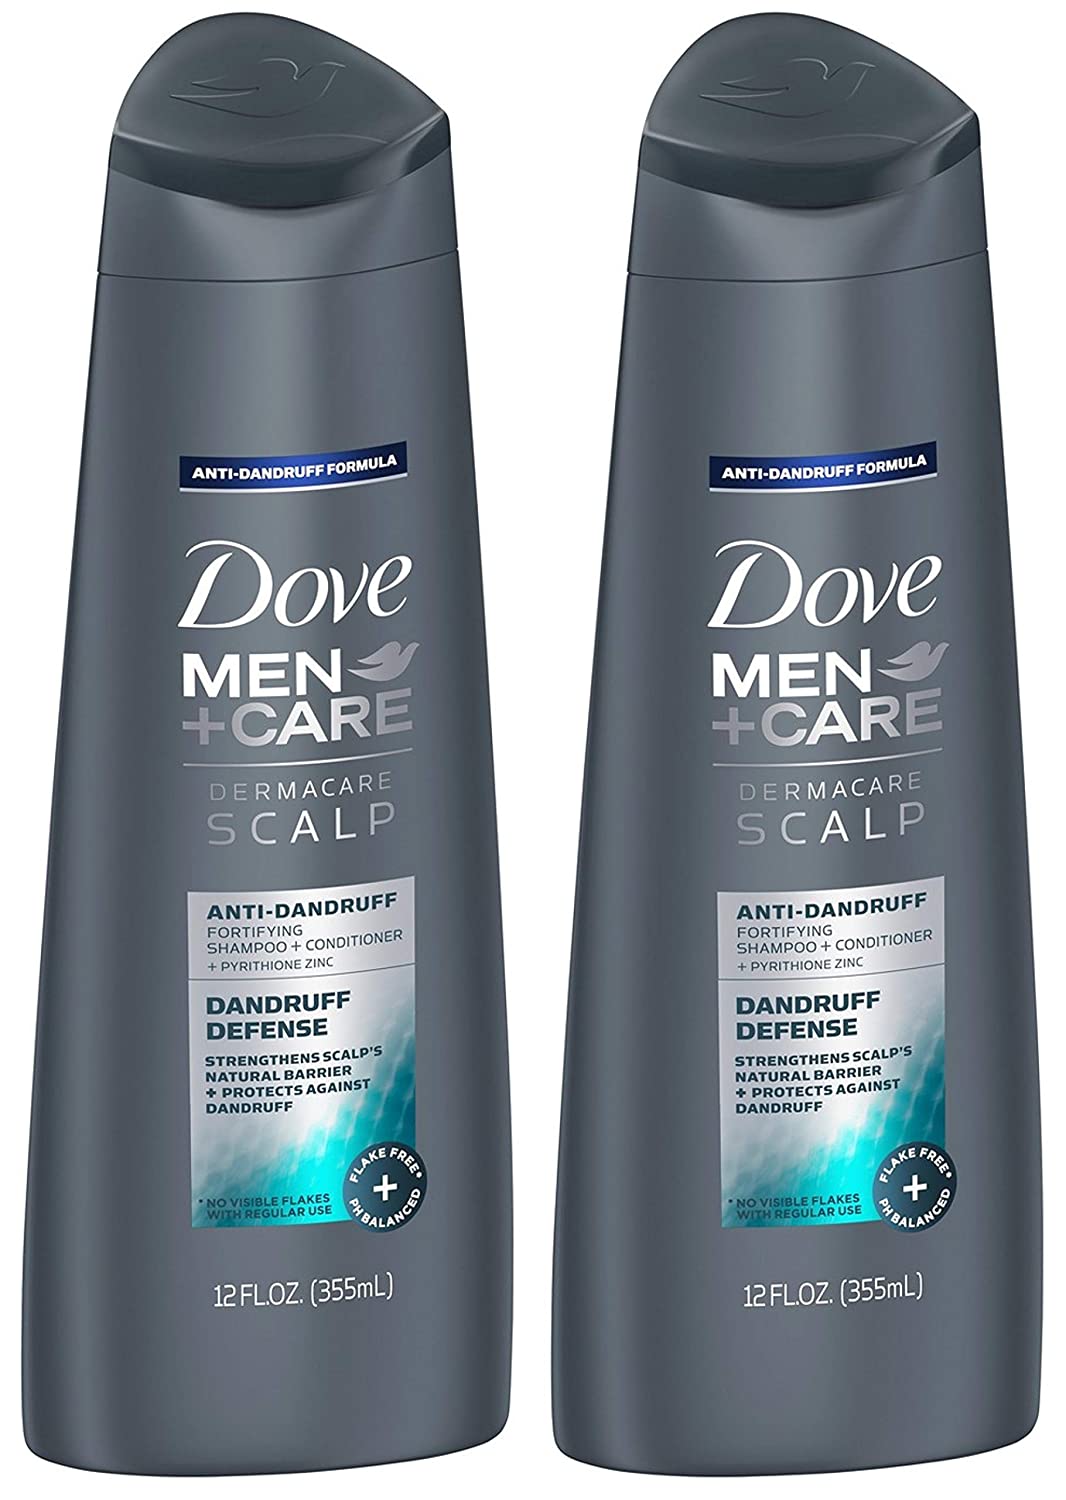 ANTI-DANDRUFF FORMULA
Dove
MEN
+CARE
DERMACARE
SCALP
ANTI-DANDRUFF
FORTIFYING
SHAMPOO + CONDITIONER
+ PYRITHIONE ZINC
DANDRUFF
DEFENSE
STRENGTHENS SCALP'S
NATURAL BARRIER
+ PROTECTS AGAINST
DANDRUFF
FLAKE FREE*
+
PH BALANCED
*NO VISIBLE FLAKES
WITH REGULAR USE
12 FL.OZ. (355mL)
ANTI-DANDRUFF FORMULA
Dove
MEN
+CARE
DERMACARE
SCALP
ANTI-DANDRUFF
FORTIFYING
SHAMPOO + CONDITIONER
+ PYRITHIONE ZINC
DANDRUFF
DEFENSE
STRENGTHENS SCALP'S
NATURAL BARRIER
+ PROTECTS AGAINST
DANDRUFF
FLAKE FREE*
+
PH BALANCED
*NO VISIBLE FLAKES
WITH REGULAR USE
12 FL.OZ. (355mL)